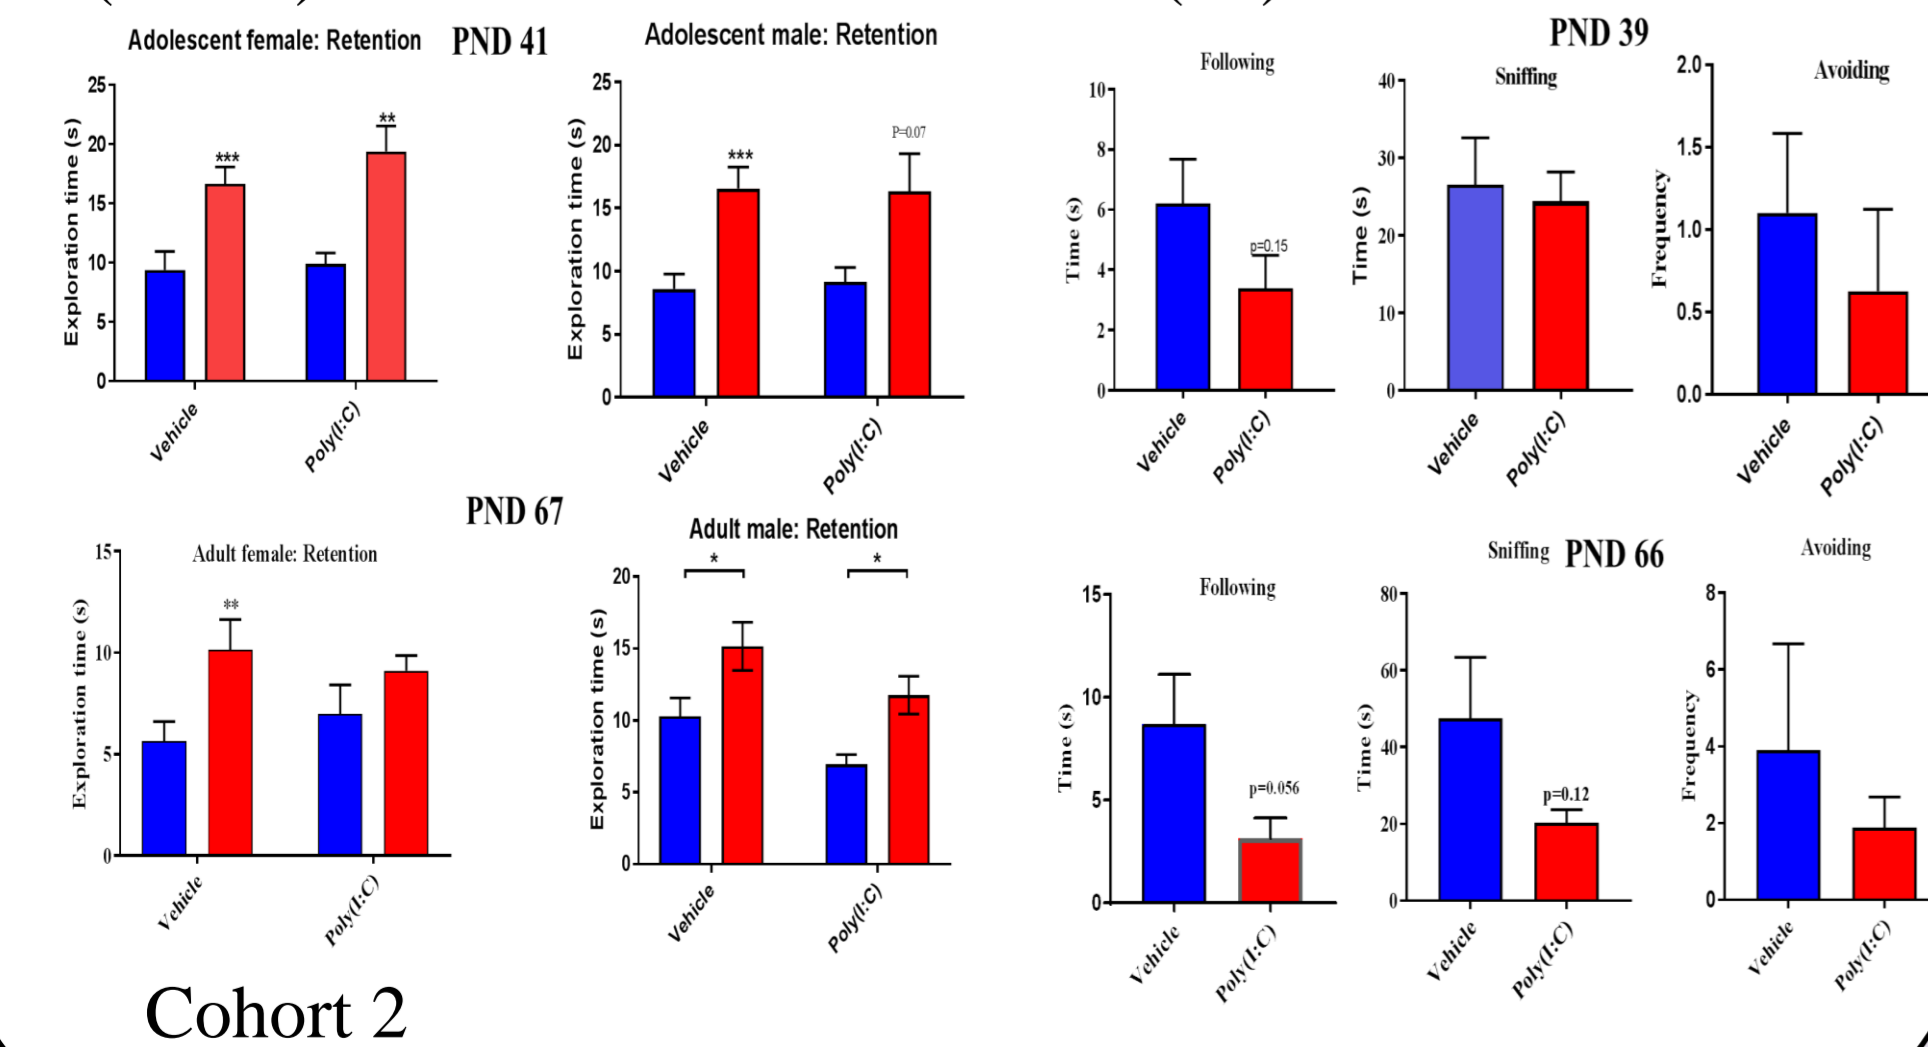 Adolescent female: Retention
PND 41
Adolescent male: Retention
25
20
15
10
5
0
Exploration time (s)
***
**
Vehicle
Poly(I:C)
25
20
15
10
5
0
Exploration time (s)
***
P=0.07
Vehicle
Poly(I:C)
PND 39
Following
10
8
6
4
2
0
Time (s)
p=0.15
Vehicle
Poly(I:C)
Sniffing
40
30
20
10
0
Time (s)
Vehicle
Poly(I:C)
Avoiding
2.0
1.5
1.0
0.5
0.0
Frequency
Vehicle
Poly(I:C)
PND 67
Adult female: Retention
15
10
5
0
Exploration time (s)
**
Vehicle
Poly(I:C)
Adult male: Retention
20
15
10
5
0
Exploration time (s)
*
*
Vehicle
Poly(I:C)
PND 66
Following
15
10
5
0
Time (s)
p=0.056
Vehicle
Poly(I:C)
Sniffing
80
60
40
20
0
Time (s)
p=0.12
Vehicle
Poly(I:C)
Avoiding
8
6
4
2
0
Frequency
Vehicle
Poly(I:C)
Cohort 2